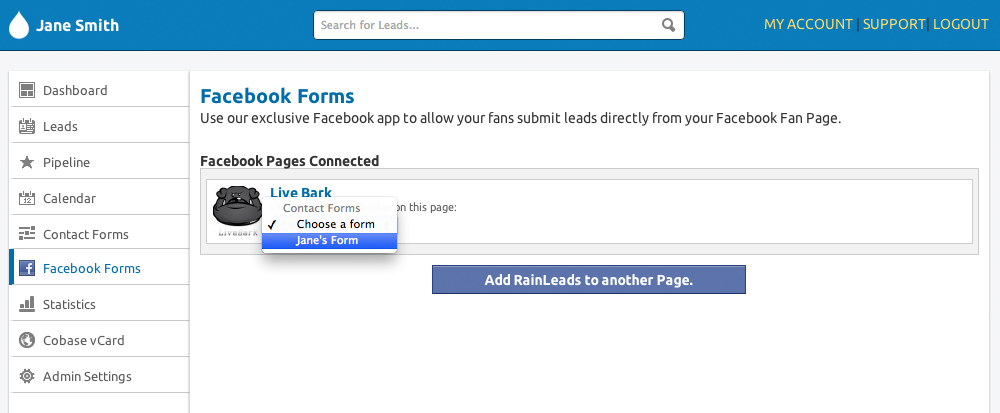 Jane Smith
Search for Leads...
MY ACCOUNT | SUPPORT | LOGOUT
Dashboard
Leads
Pipeline
Calendar
Contact Forms
Facebook Forms
Statistics
Cobase vCard
Admin Settings
Facebook Forms
Use our exclusive Facebook app to allow your fans submit leads directly from your Facebook Fan Page.
Facebook Pages Connected
Live Bark
LIVEBARK
on this page:
Contact Forms
✓ Choose a form
Jane's Form
Add RainLeads to another Page.